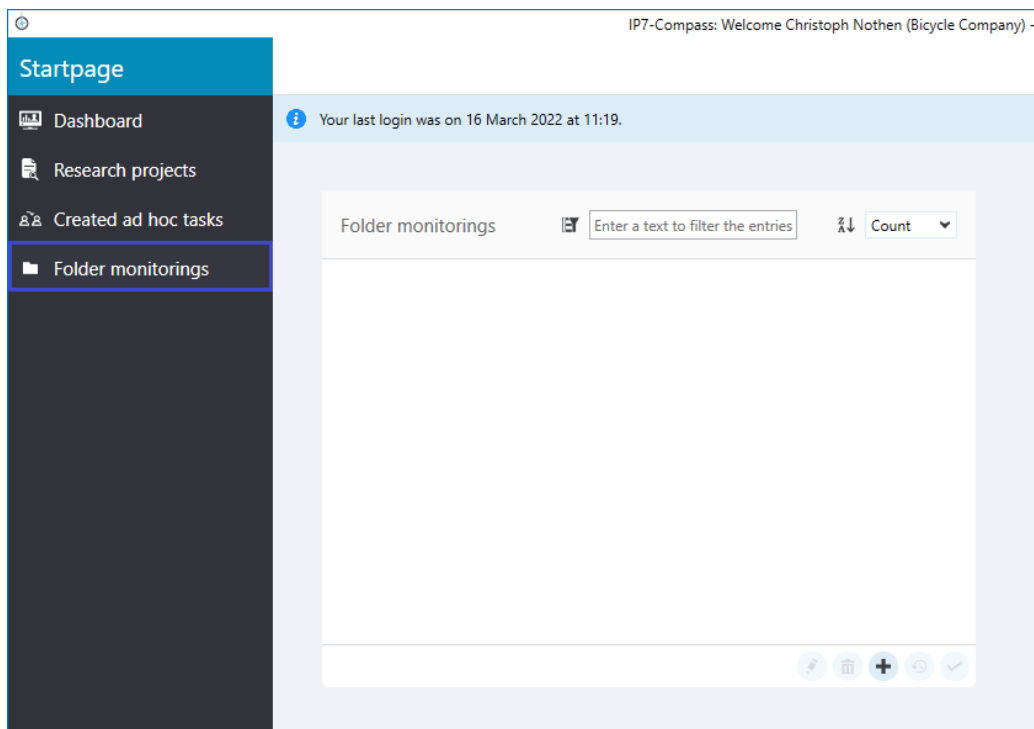 IP7-Compass: Welcome Christoph Nothen (Bicycle Company) -
Startpage
Dashboard
Research projects
Created ad hoc tasks
Folder monitorings
Your last login was on 16 March 2022 at 11:19.
Folder monitorings
Enter a text to filter the entries
Count